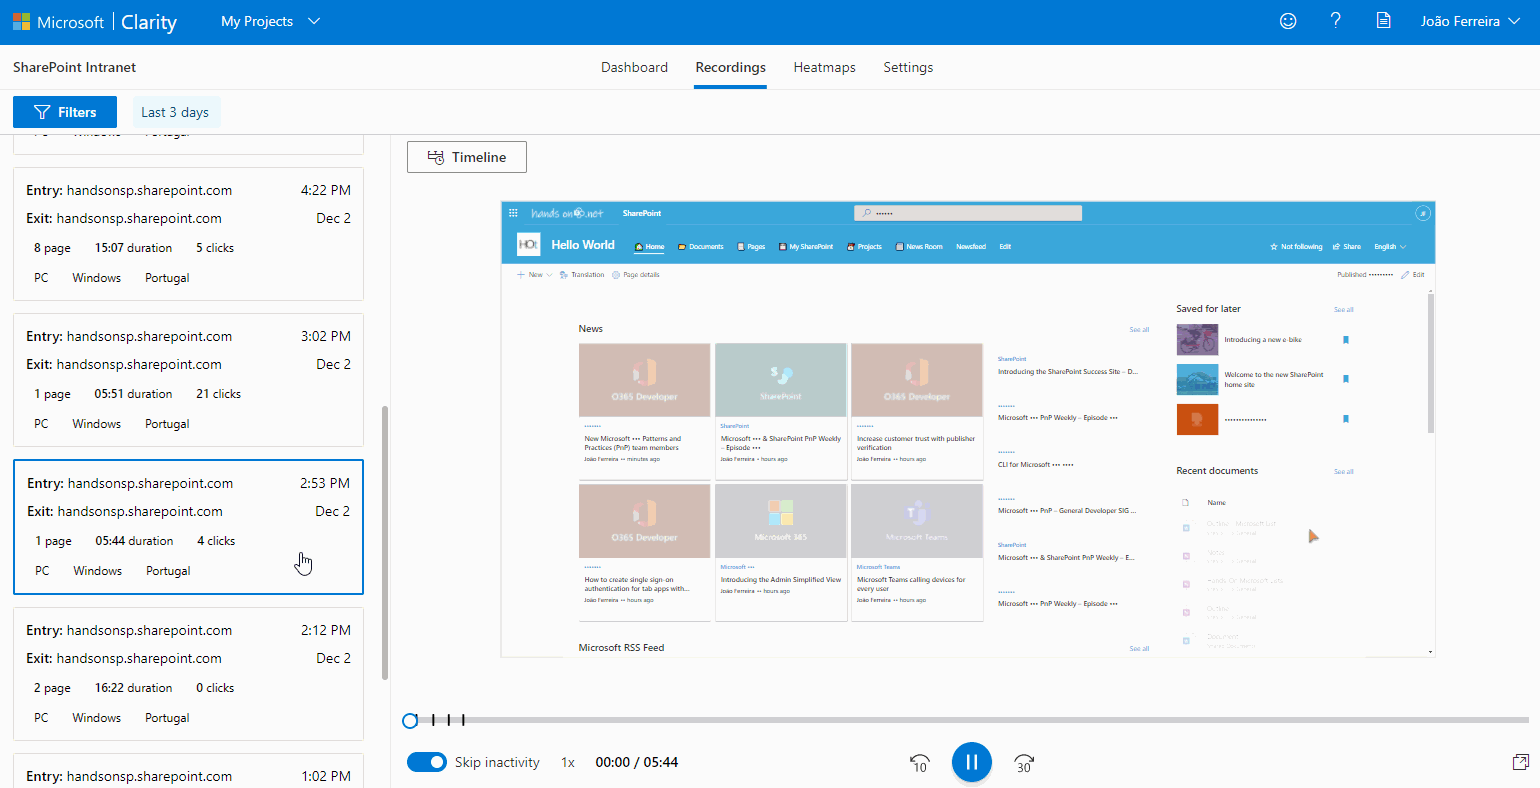 Microsoft | Clarity My Projects João Ferreira
SharePoint Intranet Dashboard Recordings Heatmaps Settings
Filters Last 3 days
Entry: handsonsp.sharepoint.com 4:22 PM
Exit: handsonsp.sharepoint.com Dec 2
8 page 15:07 duration 5 clicks
PC Windows Portugal
Entry: handsonsp.sharepoint.com 3:02 PM
Exit: handsonsp.sharepoint.com Dec 2
1 page 05:51 duration 21 clicks
PC Windows Portugal
Entry: handsonsp.sharepoint.com 2:53 PM
Exit: handsonsp.sharepoint.com Dec 2
1 page 05:44 duration 4 clicks
PC Windows Portugal
Entry: handsonsp.sharepoint.com 2:12 PM
Exit: handsonsp.sharepoint.com Dec 2
2 page 16:22 duration 0 clicks
PC Windows Portugal
Entry: handsonsp.sharepoint.com 1:02 PM
Timeline
SharePoint ••••••
HO! Hello World Home Documents Pages My SharePoint Projects News Room Newsfeed Edit Not following Share English
New Translation Page details Published ••••••••• Edit
News See all
O365 Developer
•••••••
New Microsoft ••• Patterns and
Practices (PnP) team members
João Ferreira •• minutes ago
SharePoint
SharePoint
Microsoft ••• & SharePoint PnP Weekly
– Episode •••
João Ferreira •• hours ago
O365 Developer
•••••••
Increase customer trust with publisher
verification
João Ferreira •• hours ago
O365 Developer
•••••••
How to create single sign-on
authentication for tab apps with...
João Ferreira •• hours ago
Microsoft 365
Microsoft •••
Introducing the Admin Simplified View
João Ferreira •• hours ago
Microsoft Teams
Microsoft Teams
Microsoft Teams calling devices for
every user
João Ferreira •• hours ago
SharePoint
Introducing the SharePoint Success Site – D...
•••••••
Microsoft ••• PnP Weekly – Episode •••
•••••••
CLI for Microsoft ••• ••••
•••••••
Microsoft ••• PnP – General Developer SIG ...
SharePoint
Microsoft ••• & SharePoint PnP Weekly – E...
•••••••
Microsoft ••• PnP Weekly – Episode •••
Saved for later See all
Introducing a new e-bike
Welcome to the new SharePoint
home site
•••••••••••••••
Recent documents See all
Name
Microsoft RSS Feed See all
Skip inactivity 1x 00:00 / 05:44 10 30